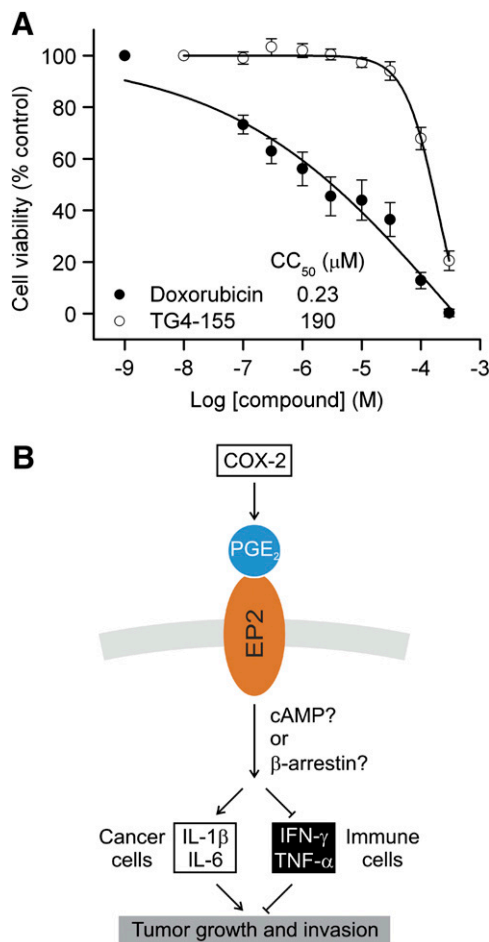 A
Cell viability (% control)
100
80
60
40
20
0
CC50 (μM)
Doxorubicin 0.23
TG4-155 190
-9 -8 -7 -6 -5 -4 -3
Log [compound] (M)
B
COX-2
PGE2
EP2
cAMP?
or
β-arrestin?
Cancer cells
IL-1β
IL-6
IFN-γ
TNF-α
Immune cells
Tumor growth and invasion